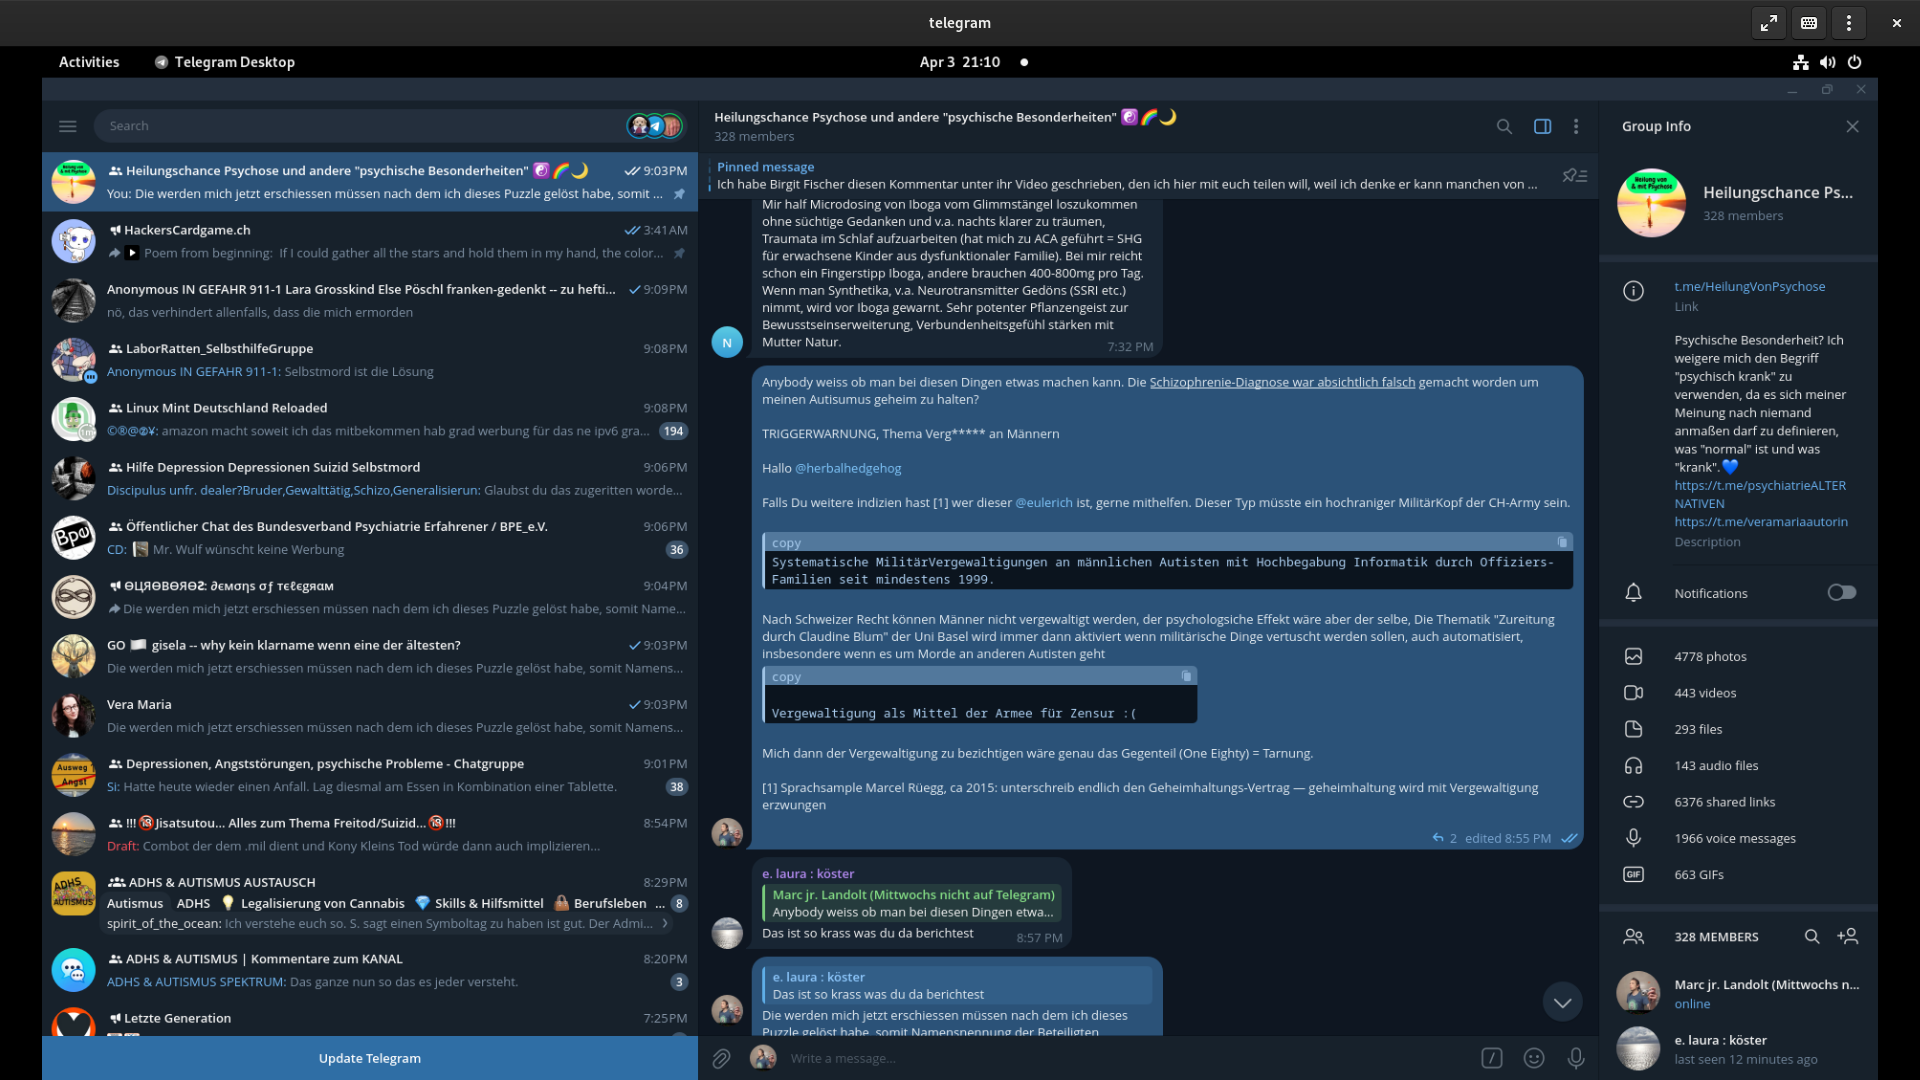 telegram
Activities
Telegram Desktop
Apr 3 21:10
Search
Heilungschance Psychose und andere "psychische Besonderheiten" ☯️🌈🌙
9:03PM
You: Die werden mich jetzt erschiessen müssen nach dem ich dieses Puzzle gelöst habe, somit ...
HackersCardgame.ch
3:41AM
Poem from beginning: If I could gather all the stars and hold them in my hand, the color...
Anonymous IN GEFAHR 911-1 Lara Grosskind Else Pöschl franken-gedenkt -- zu hefti...
9:09PM
nö, das verhindert allenfalls, dass die mich ermorden
LaborRatten_SelbsthilfeGruppe
9:08PM
Anonymous IN GEFAHR 911-1: Selbstmord ist die Lösung
Linux Mint Deutschland Reloaded
9:08PM
amazon macht soweit ich das mitbekommen hab grad werbung für das ne ipv6 gra...
194
Hilfe Depression Depressionen Suizid Selbstmord
9:06PM
Discipulus unfr. dealer?Bruder,Gewalttätig,Schizo,Generalisierun: Glaubst du das zugeritten worde...
Öffentlicher Chat des Bundesverband Psychiatrie Erfahrener / BPE_e.V.
9:06PM
CD: Mr. Wulf wünscht keine Werbung
36
9:04PM
Die werden mich jetzt erschiessen müssen nach dem ich dieses Puzzle gelöst habe, somit Name...
GO 🏳️ gisela -- why kein klarname wenn eine der ältesten?
9:03PM
Die werden mich jetzt erschiessen müssen nach dem ich dieses Puzzle gelöst habe, somit Namens...
Vera Maria
9:03PM
Die werden mich jetzt erschiessen müssen nach dem ich dieses Puzzle gelöst habe, somit Namens...
Ausweg
Angst
Depressionen, Angststörungen, psychische Probleme - Chatgruppe
9:01PM
Si: Hatte heute wieder einen Anfall. Lag diesmal am Essen in Kombination einer Tablette.
38
!!!🔞Jisatsutou... Alles zum Thema Freitod/Suizid...🔞!!!
8:54PM
Draft: Combot der dem .mil dient und Kony Kleins Tod würde dann auch implizieren...
ADHS & AUTISMUS
ADHS & AUTISMUS AUSTAUSCH
8:29PM
Autismus ADHS 💡 Legalisierung von Cannabis 💎 Skills & Hilfsmittel 💼 Berufsleben ...
8
spirit_of_the_ocean: Ich verstehe euch so. S. sagt einen Symboltag zu haben ist gut. Der Admi...
ADHS & AUTISMUS | Kommentare zum KANAL
8:20PM
ADHS & AUTISMUS SPEKTRUM: Das ganze nun so das es jeder versteht.
3
Letzte Generation
7:25PM
Update Telegram
Heilungschance Psychose und andere "psychische Besonderheiten" ☯️🌈🌙
328 members
Pinned message
Ich habe Birgit Fischer diesen Kommentar unter ihr Video geschrieben, den ich hier mit euch teilen will, weil ich denke er kann manchen von ...
Mir half Microdosing von Iboga vom Glimmstängel loszukommen
ohne süchtige Gedanken und v.a. nachts klarer zu träumen,
Traumata im Schlaf aufzuarbeiten (hat mich zu ACA geführt = SHG
für erwachsene Kinder aus dysfunktionaler Familie). Bei mir reicht
schon ein Fingerstipp Iboga, andere brauchen 400-800mg pro Tag.
Wenn man Synthetika, v.a. Neurotransmitter Gedöns (SSRI etc.)
nimmt, wird vor Iboga gewarnt. Sehr potenter Pflanzengeist zur
Bewusstseinserweiterung, Verbundenheitsgefühl stärken mit
Mutter Natur.
7:32 PM
N
Anybody weiss ob man bei diesen Dingen etwas machen kann. Die Schizophrenie-Diagnose war absichtlich falsch gemacht worden um
meinen Autisumus geheim zu halten?
TRIGGERWARNUNG, Thema Verg***** an Männern
Hallo @herbalhedgehog
Falls Du weitere indizien hast [1] wer dieser @eulerich ist, gerne mithelfen. Dieser Typ müsste ein hochraniger MilitärKopf der CH-Army sein.
copy
Systematische MilitärVergewaltigungen an männlichen Autisten mit Hochbegabung Informatik durch Offiziers-
Familien seit mindestens 1999.
Nach Schweizer Recht können Männer nicht vergewaltigt werden, der psychologsiche Effekt wäre aber der selbe, Die Thematik "Zureitung
durch Claudine Blum" der Uni Basel wird immer dann aktiviert wenn militärische Dinge vertuscht werden sollen, auch automatisiert,
insbesondere wenn es um Morde an anderen Autisten geht
copy
Vergewaltigung als Mittel der Armee für Zensur :(
Mich dann der Vergewaltigung zu bezichtigen wäre genau das Gegenteil (One Eighty) = Tarnung.
[1] Sprachsample Marcel Rüegg, ca 2015: unterschreib endlich den Geheimhaltungs-Vertrag — geheimhaltung wird mit Vergewaltigung
erzwungen
2 edited 8:55 PM
e. laura : köster
Marc jr. Landolt (Mittwochs nicht auf Telegram)
Anybody weiss ob man bei diesen Dingen etwa...
Das ist so krass was du da berichtest
8:57 PM
e. laura : köster
Das ist so krass was du da berichtest
Die werden mich jetzt erschiessen müssen nach dem ich dieses
Puzzle gelöst habe, somit Namensnennung der Beteiligten
Write a message...
Group Info
Heilungschance Ps...
328 members
t.me/HeilungVonPsychose
Link
Psychische Besonderheit? Ich
weigere mich den Begriff
"psychisch krank" zu
verwenden, da es sich meiner
Meinung nach niemand
anmaßen darf zu definieren,
was "normal" ist und was
"krank".💙
https://t.me/psychiatrieALTER
NATIVEN
https://t.me/veramariaautorin
Description
Notifications
4778 photos
443 videos
293 files
143 audio files
6376 shared links
1966 voice messages
GIF
663 GIFs
328 MEMBERS
Marc jr. Landolt (Mittwochs n...
online
e. laura : köster
last seen 12 minutes ago